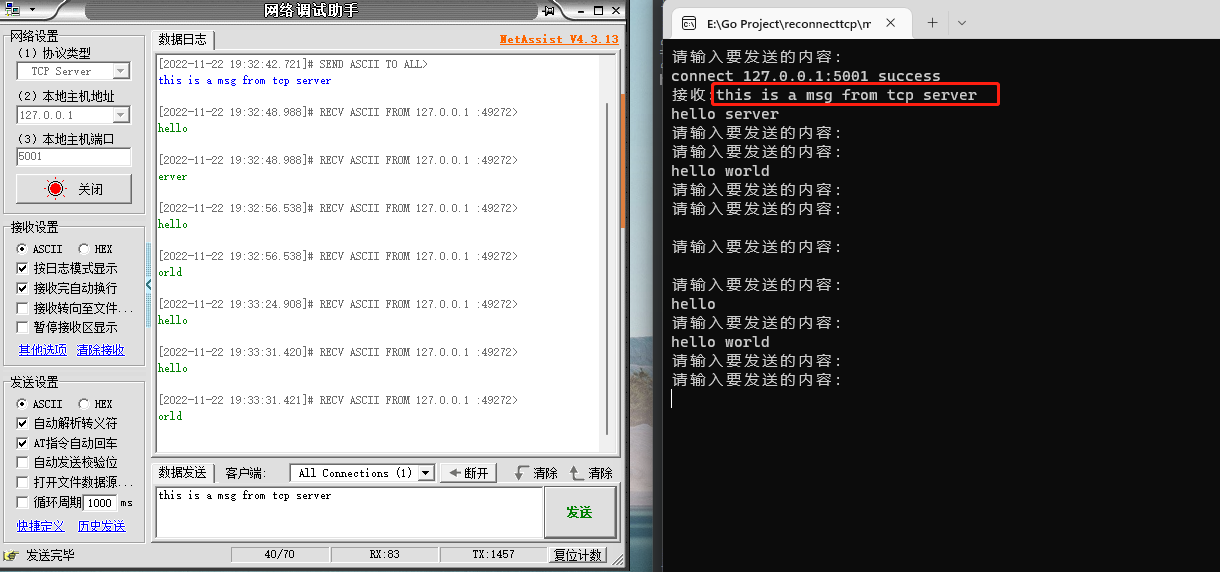 网络调试助手
网络设置
(1) 协议类型
TCP Server
(2) 本地主机地址
127.0.0.1
(3) 本地主机端口
5001
关闭
接收设置
ASCII HEX
按日志模式显示
接收完自动换行
接收转向至文件...
暂停接收区显示
其他选项 清除接收
发送设置
ASCII HEX
自动解析转义符
AT指令自动回车
自动发送校验位
打开文件数据源...
循环周期 1000 ms
快捷定义 历史发送
发送完毕
数据日志
NetAssist V4.3.13
[2022-11-22 19:32:42.721]# SEND ASCII TO ALL>
this is a msg from tcp server
[2022-11-22 19:32:48.988]# RECV ASCII FROM 127.0.0.1 :49272>
hello
[2022-11-22 19:32:48.988]# RECV ASCII FROM 127.0.0.1 :49272>
erver
[2022-11-22 19:32:56.538]# RECV ASCII FROM 127.0.0.1 :49272>
hello
[2022-11-22 19:32:56.538]# RECV ASCII FROM 127.0.0.1 :49272>
orld
[2022-11-22 19:33:24.908]# RECV ASCII FROM 127.0.0.1 :49272>
hello
[2022-11-22 19:33:31.420]# RECV ASCII FROM 127.0.0.1 :49272>
hello
[2022-11-22 19:33:31.421]# RECV ASCII FROM 127.0.0.1 :49272>
orld
数据发送 客户端: All Connections (1) 断开 清除 清除
this is a msg from tcp server
发送
40/70 RX:83 TX:1457 复位计数
E:\Go Project\reconnecttcp\m
请输入要发送的内容:
connect 127.0.0.1:5001 success
接收:this is a msg from tcp server
hello server
请输入要发送的内容:
请输入要发送的内容:
hello world
请输入要发送的内容:
请输入要发送的内容:
请输入要发送的内容:
请输入要发送的内容:
hello
请输入要发送的内容:
hello world
请输入要发送的内容:
请输入要发送的内容: